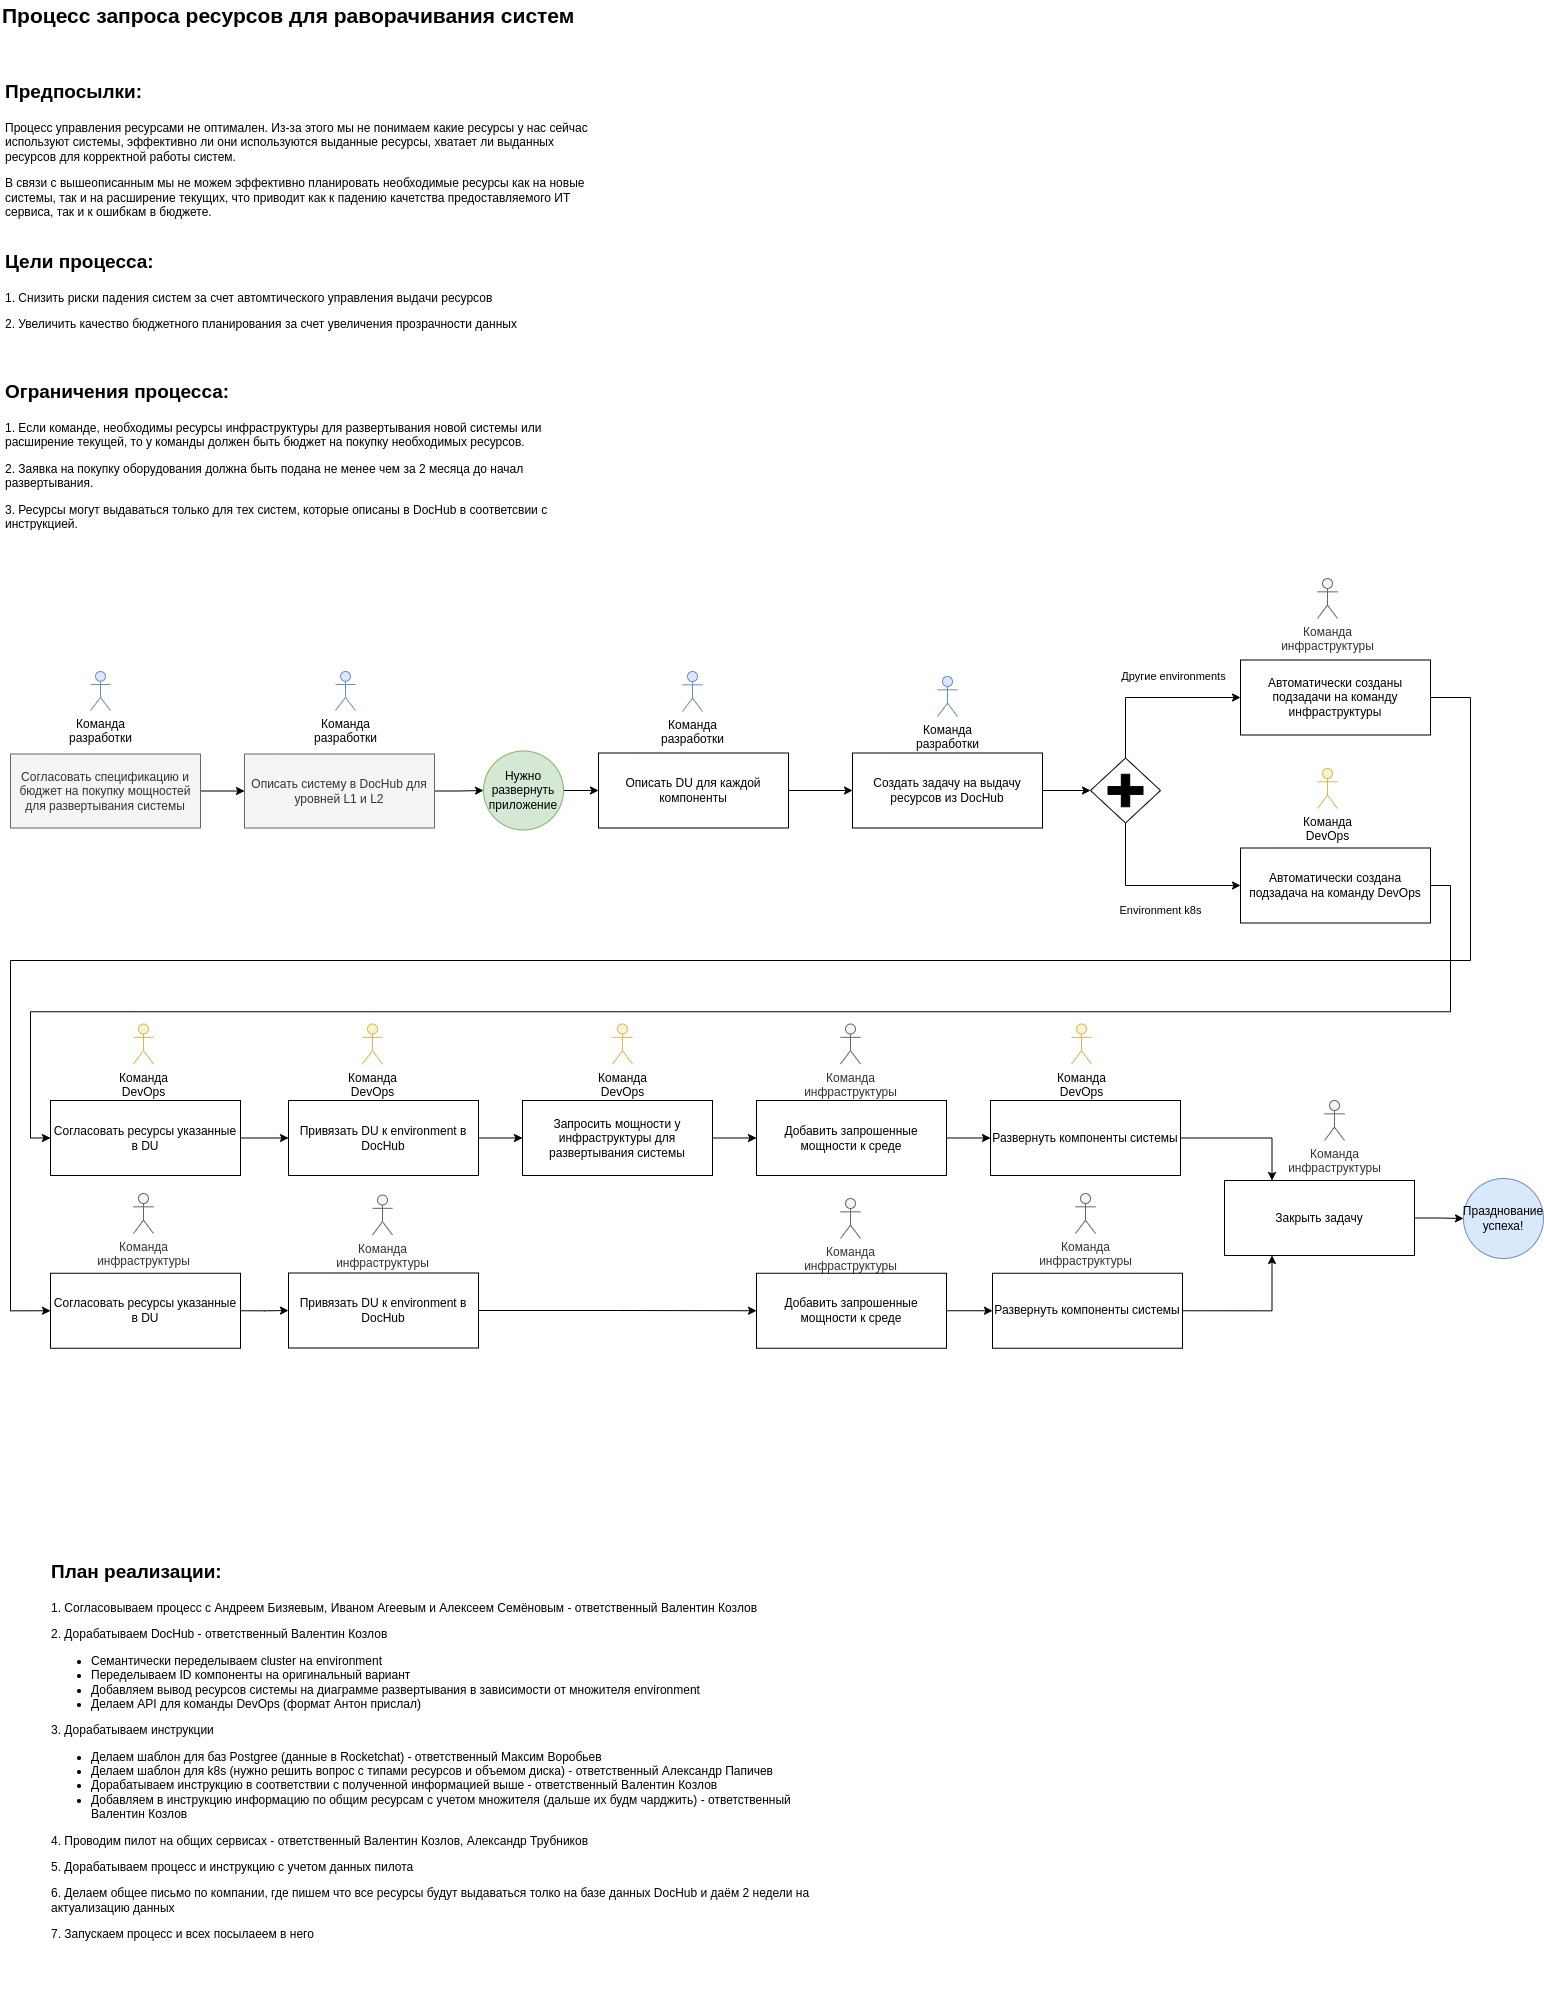 Процесс запроса ресурсов для раворачивания систем
Предпосылки:
Процесс управления ресурсами не оптимален. Из-за этого мы не понимаем какие ресурсы у нас сейчас
используют системы, эффективно ли они используются выданные ресурсы, хватает ли выданных
ресурсов для корректной работы систем.
В связи с вышеописанным мы не можем эффективно планировать необходимые ресурсы как на новые
системы, так и на расширение текущих, что приводит как к падению качетства предоставляемого ИТ
сервиса, так и к ошибкам в бюджете.
Цели процесса:
1. Снизить риски падения систем за счет автомтического управления выдачи ресурсов
2. Увеличить качество бюджетного планирования за счет увеличения прозрачности данных
Ограничения процесса:
1. Если команде, необходимы ресурсы инфраструктуры для развертывания новой системы или
расширение текущей, то у команды должен быть бюджет на покупку необходимых ресурсов.
2. Заявка на покупку оборудования должна быть подана не менее чем за 2 месяца до начал
развертывания.
3. Ресурсы могут выдаваться только для тех систем, которые описаны в DocHub в соответсвии с
инструкцией.
Команда
разработки
Согласовать спецификацию и
бюджет на покупку мощностей
для развертывания системы
Команда
разработки
Описать систему в DocHub для
уровней L1 и L2
Нужно
развернуть
приложение
Команда
разработки
Описать DU для каждой
компоненты
Команда
разработки
Создать задачу на выдачу
ресурсов из DocHub
Другие environments
Команда
инфраструктуры
Автоматически созданы
подзадачи на команду
инфраструктуры
Environment k8s
Команда
DevOps
Автоматически создана
подзадача на команду DevOps
Команда
DevOps
Согласовать ресурсы указанные
в DU
Команда
DevOps
Привязать DU к environment в
DocHub
Команда
DevOps
Запросить мощности у
инфраструктуры для
развертывания системы
Команда
инфраструктуры
Добавить запрошенные
мощности к среде
Команда
DevOps
Развернуть компоненты системы
Команда
инфраструктуры
Закрыть задачу
Празднование
успеха!
Команда
инфраструктуры
Согласовать ресурсы указанные
в DU
Команда
инфраструктуры
Привязать DU к environment в
DocHub
Команда
инфраструктуры
Добавить запрошенные
мощности к среде
Команда
инфраструктуры
Развернуть компоненты системы
План реализации:
1. Согласовываем процесс с Андреем Бизяевым, Иваном Агеевым и Алексеем Семёновым - ответственный Валентин Козлов
2. Дорабатываем DocHub - ответственный Валентин Козлов
• Семантически переделываем cluster на environment
• Переделываем ID компоненты на оригинальный вариант
• Добавляем вывод ресурсов системы на диаграмме развертывания в зависимости от множителя environment
• Делаем API для команды DevOps (формат Антон прислал)
3. Дорабатываем инструкции
• Делаем шаблон для баз Postgree (данные в Rocketchat) - ответственный Максим Воробьев
• Делаем шаблон для k8s (нужно решить вопрос с типами ресурсов и объемом диска) - ответственный Александр Папичев
• Дорабатываем инструкцию в соответствии с полученной информацией выше - ответственный Валентин Козлов
• Добавляем в инструкцию информацию по общим ресурсам с учетом множителя (дальше их будм чарджить) - ответственный
Валентин Козлов
4. Проводим пилот на общих сервисах - ответственный Валентин Козлов, Александр Трубников
5. Дорабатываем процесс и инструкцию с учетом данных пилота
6. Делаем общее письмо по компании, где пишем что все ресурсы будут выдаваться толко на базе данных DocHub и даём 2 недели на
актуализацию данных
7. Запускаем процесс и всех посылаеем в него